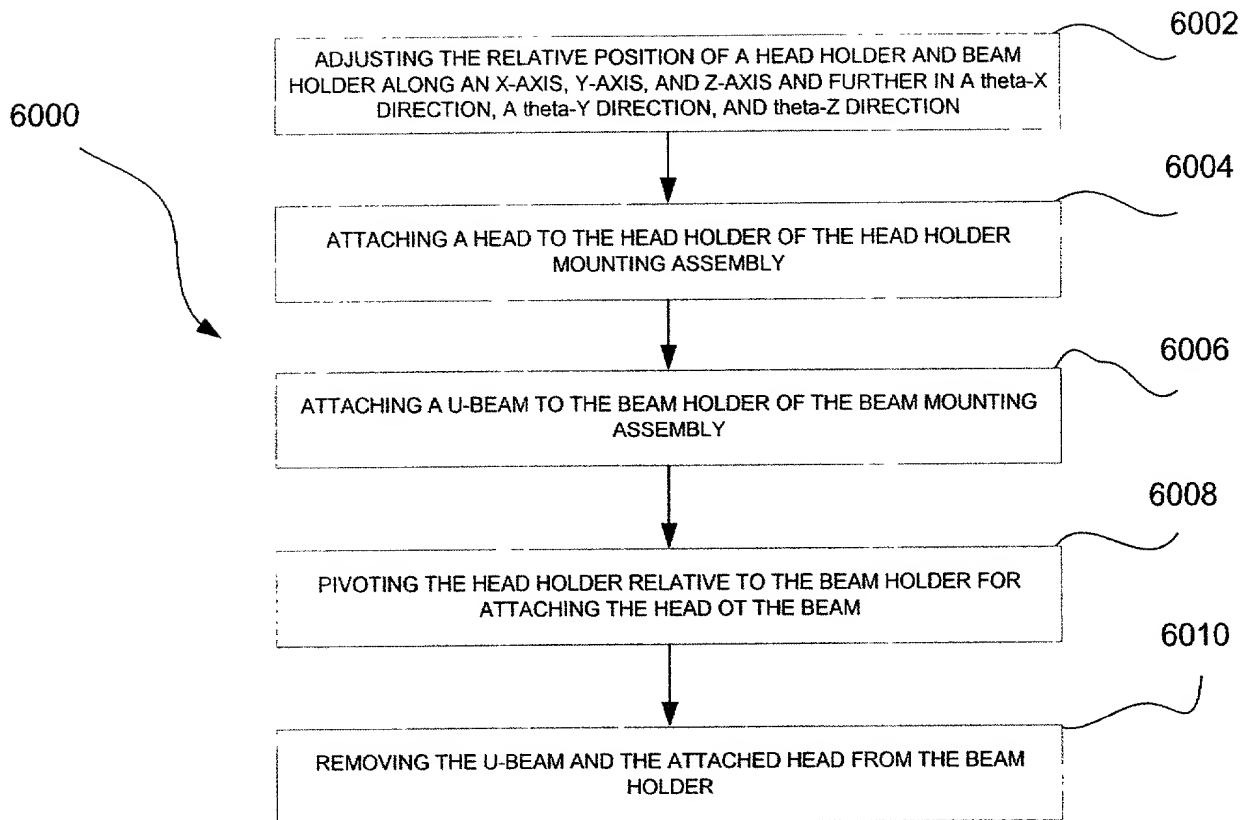 6002
ADJUSTING THE RELATIVE POSITION OF A HEAD HOLDER AND BEAM
HOLDER ALONG AN X-AXIS, Y-AXIS, AND Z-AXIS AND FURTHER IN A theta-X
DIRECTION, A theta-Y DIRECTION, AND theta-Z DIRECTION
6000
6004
ATTACHING A HEAD TO THE HEAD HOLDER OF THE HEAD HOLDER
MOUNTING ASSEMBLY
6006
ATTACHING A U-BEAM TO THE BEAM HOLDER OF THE BEAM MOUNTING
ASSEMBLY
6008
PIVOTING THE HEAD HOLDER RELATIVE TO THE BEAM HOLDER FOR
ATTACHING THE HEAD OT THE BEAM
6010
REMOVING THE U-BEAM AND THE ATTACHED HEAD FROM THE BEAM
HOLDER